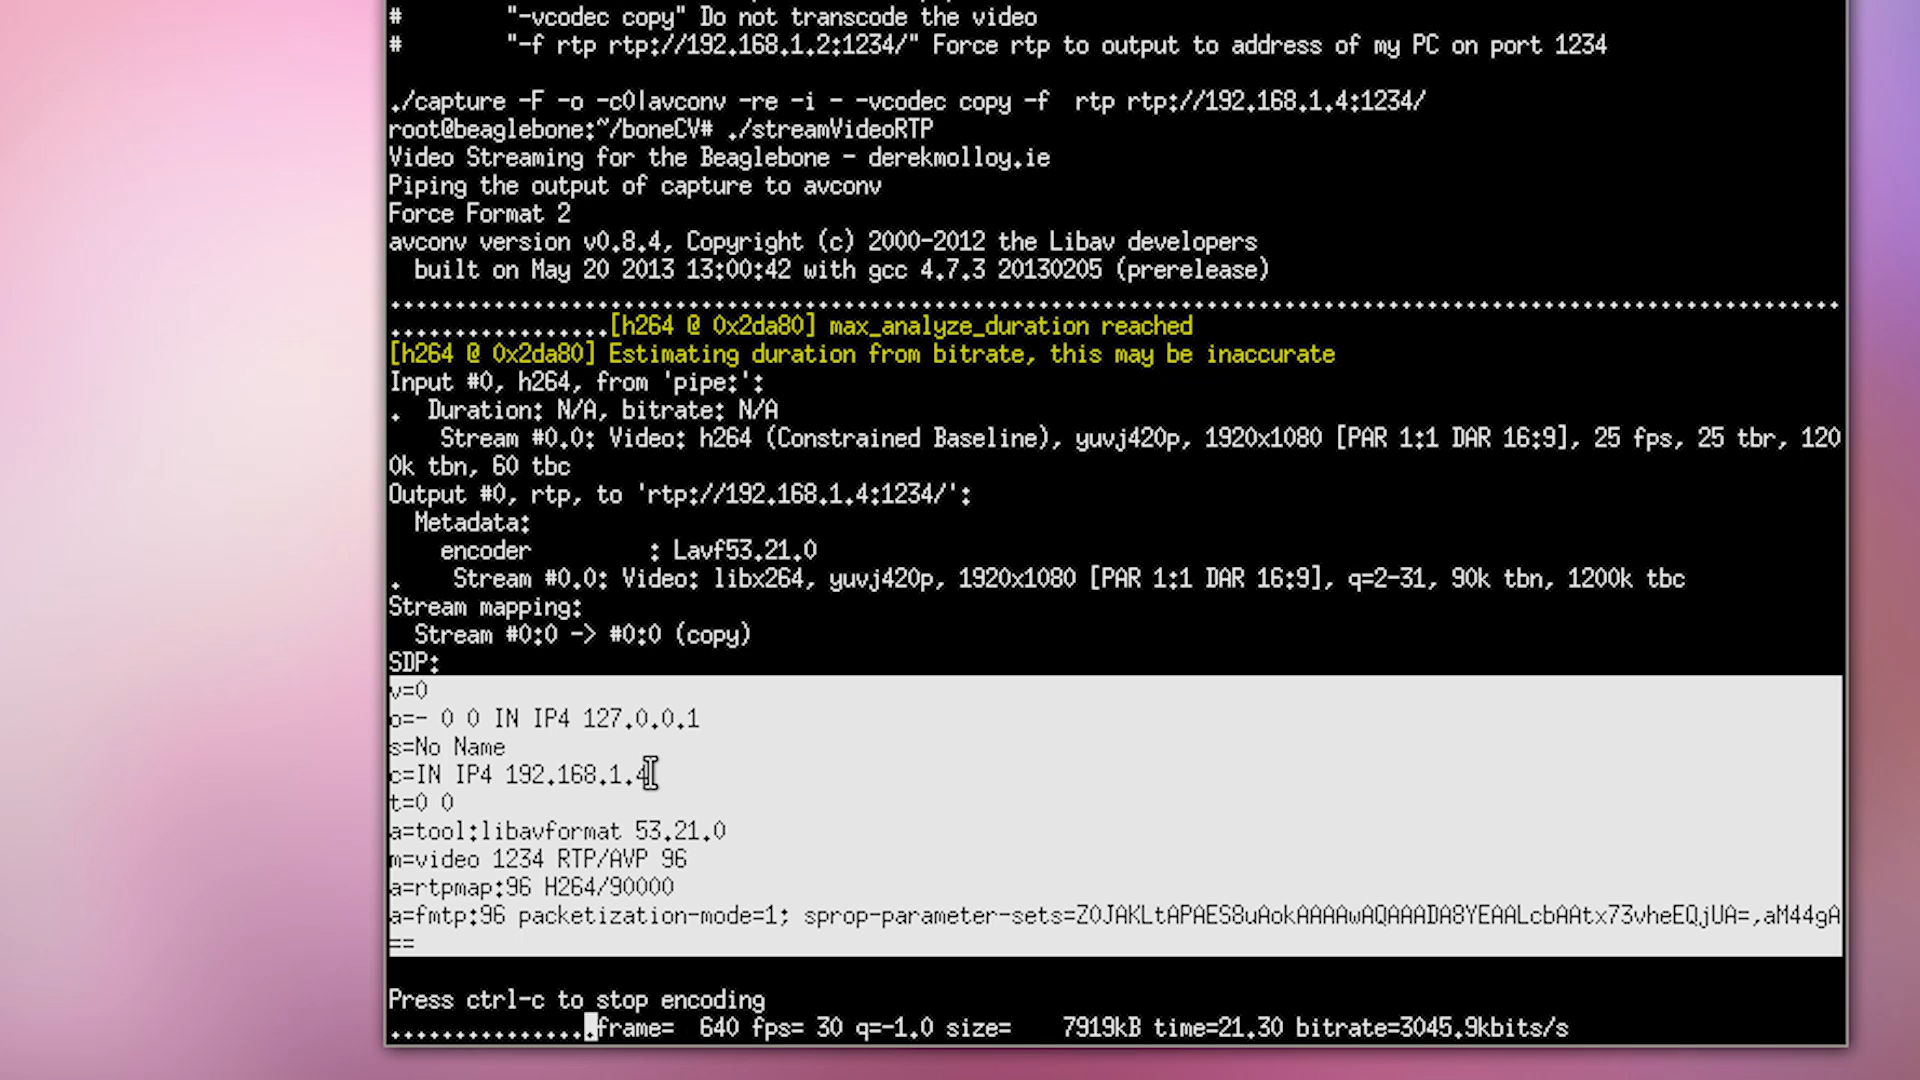 # "-vcodec copy" Do not transcode the video
# "-f rtp rtp://192.168.1.2:1234/" Force rtp to output to address of my PC on port 1234
./capture -F -o -c0|avconv -re -i - -vcodec copy -f  rtp rtp://192.168.1.4:1234/
root@beaglebone:~/boneCV# ./streamVideoRTP
Video Streaming for the Beaglebone - derekmolloy.ie
Piping the output of capture to avconv
Force Format 2
avconv version v0.8.4, Copyright (c) 2000-2012 the Libav developers
built on May 20 2013 13:00:42 with gcc 4.7.3 20130205 (prerelease)
................................................................................................................
.................[h264 @ 0x2da80] max_analyze_duration reached
[h264 @ 0x2da80] Estimating duration from bitrate, this may be inaccurate
Input #0, h264, from 'pipe:':
. Duration: N/A, bitrate: N/A
Stream #0.0: Video: h264 (Constrained Baseline), yuvj420p, 1920x1080 [PAR 1:1 DAR 16:9], 25 fps, 25 tbr, 120
0k tbn, 60 tbc
Output #0, rtp, to 'rtp://192.168.1.4:1234/':
Metadata:
encoder : Lavf53.21.0
. Stream #0.0: Video: libx264, yuvj420p, 1920x1080 [PAR 1:1 DAR 16:9], q=2-31, 90k tbn, 1200k tbc
Stream mapping:
Stream #0:0 -> #0:0 (copy)
SDP:
v=0
o=- 0 0 IN IP4 127.0.0.1
s=No Name
c=IN IP4 192.168.1.4
t=0 0
a=tool:libavformat 53.21.0
m=video 1234 RTP/AVP 96
a=rtpmap:96 H264/90000
a=fmtp:96 packetization-mode=1; sprop-parameter-sets=Z0JAKLtAPAES8uAokAAAAwAQAAADA8YEAALcbAAtx73vheEQjUA=,aM44gA
==
Press ctrl-c to stop encoding
................frame=  640 fps= 30 q=-1.0 size=    7919kB time=21.30 bitrate=3045.9kbits/s